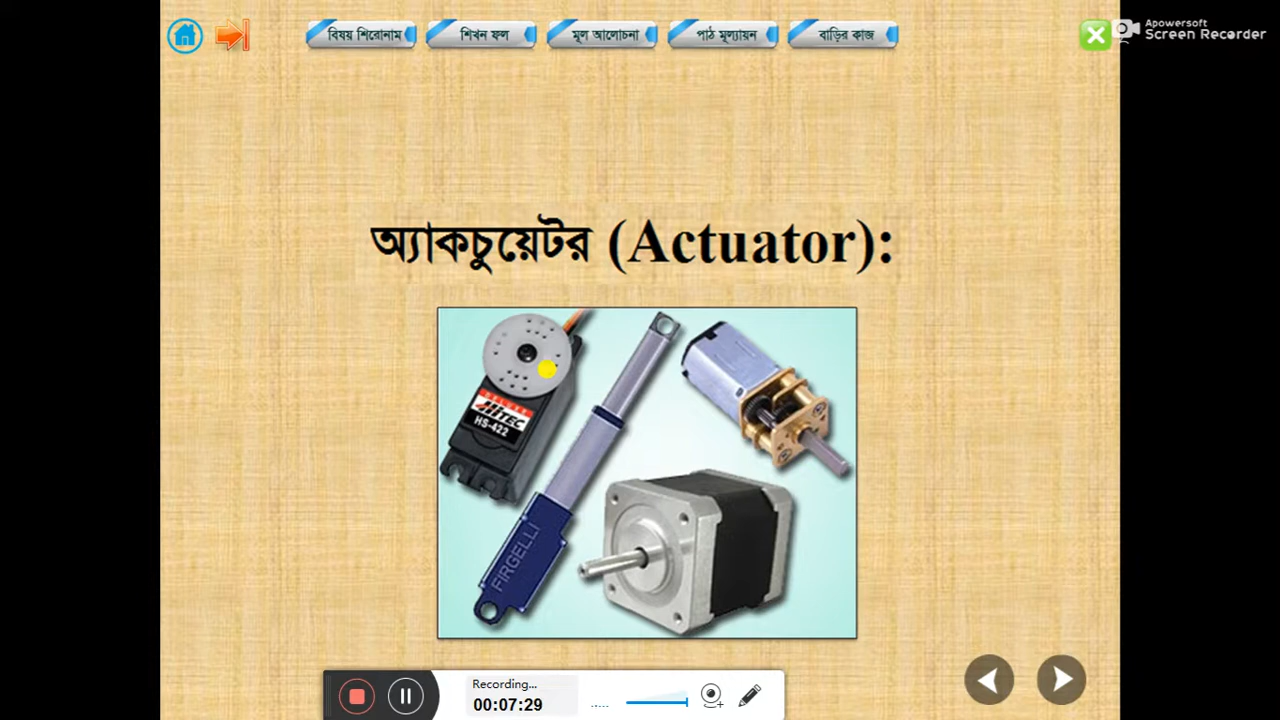 বিষয় শিরোনাম
শিখন ফল
মূল আলোচনা
পাঠ মূল্যায়ন
বাড়ির কাজ
Apowersoft
Screen Recorder
অ্যাকচুয়েটর (Actuator):
DELUXE
HiTEC
HS-422
FIRGELLI
Recording...
00:07:29